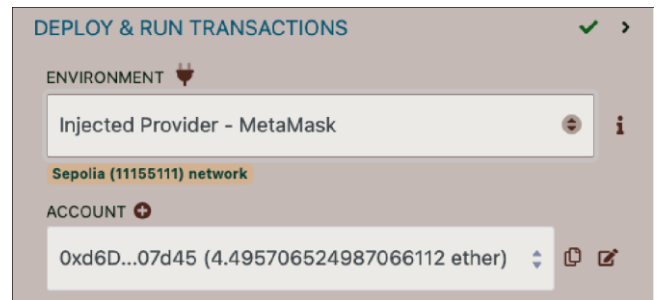 DEPLOY & RUN TRANSACTIONS
ENVIRONMENT
Injected Provider - MetaMask
i
Sepolia (11155111) network
ACCOUNT
0xd6D...07d45 (4.495706524987066112 ether)